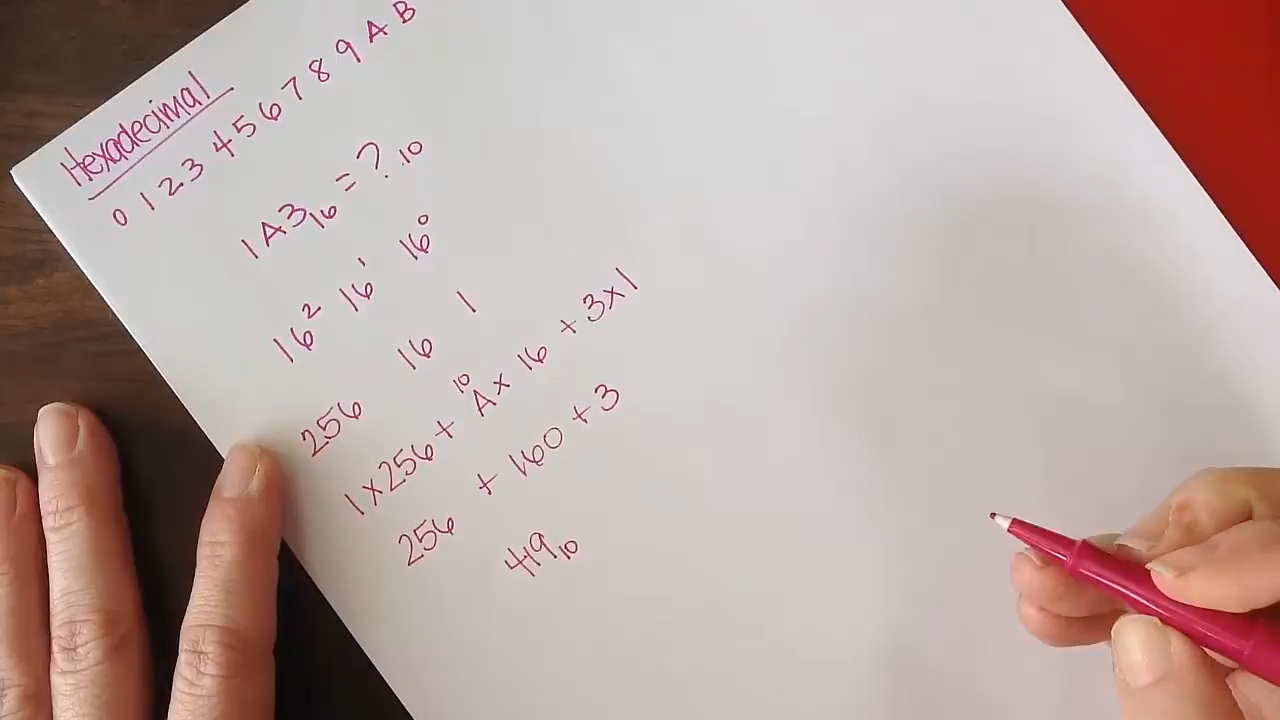 Hexadecimal
0 1 2 3 4 5 6 7 8 9 A B
1A3₁₆ = ?₁₀
16² 16¹ 16⁰
256 16 1
1 x 256 + A x 16 + 3 x 1
10
256 + 160 + 3
419₁₀